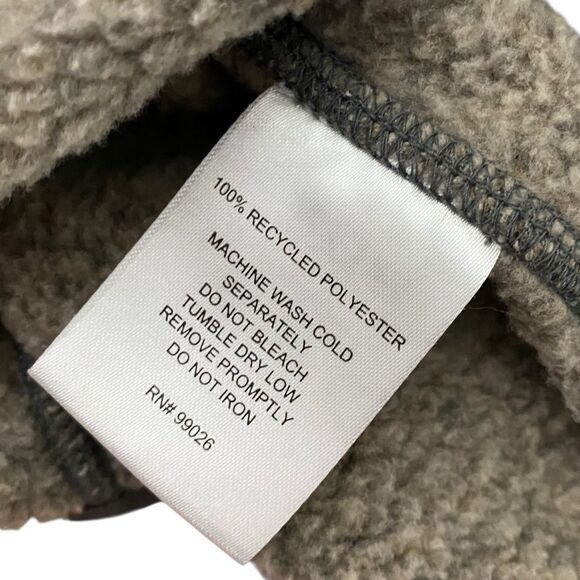 100% RECYCLED POLYESTER
MACHINE WASH COLD
SEPARATELY
DO NOT BLEACH
TUMBLE DRY LOW
REMOVE PROMPTLY
DO NOT IRON
RN# 99026